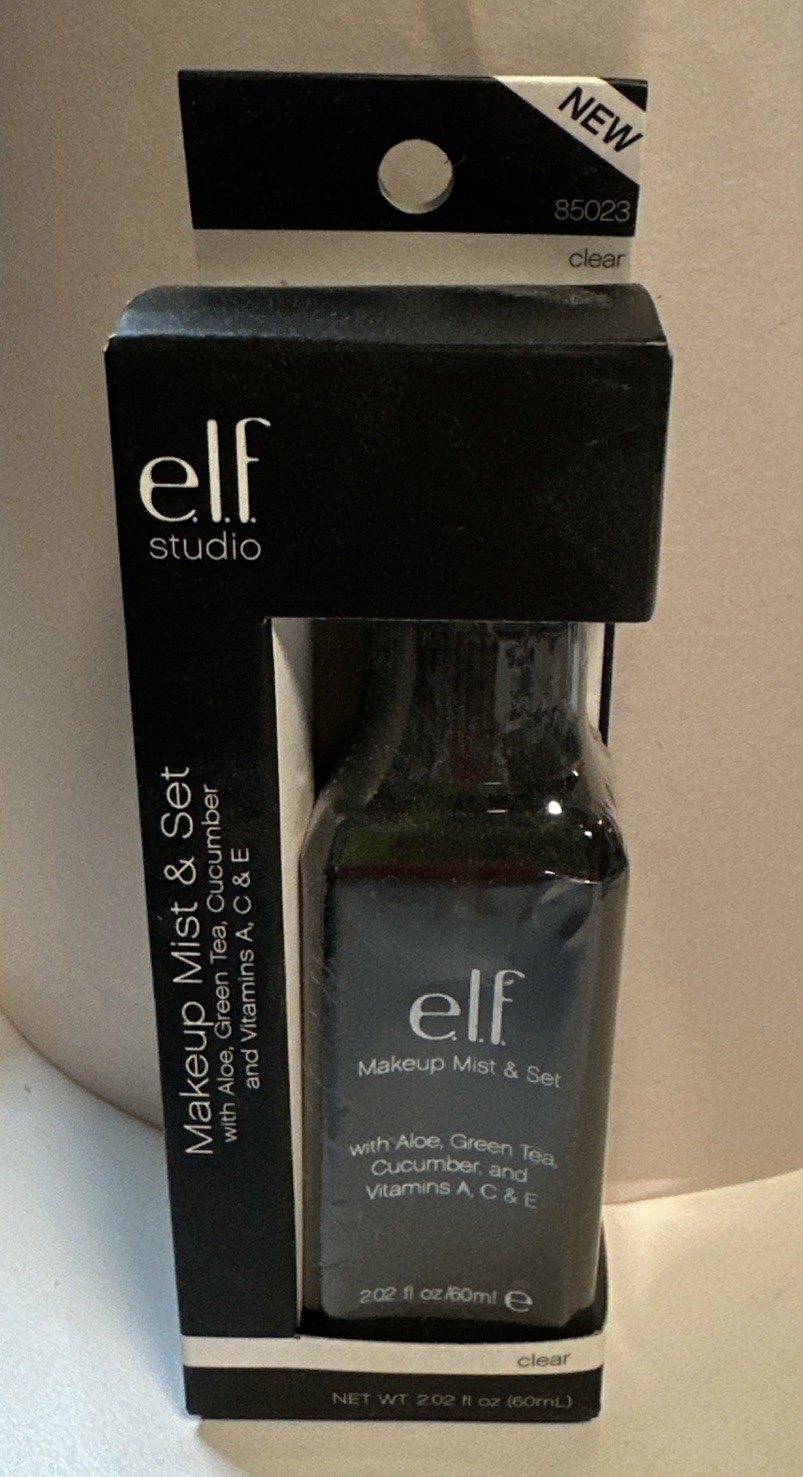 NEW
85023
clear
e.l.f.
studio
Makeup Mist & Set
with Aloe, Green Tea, Cucumber
and Vitamins A, C & E
e.l.f.
Makeup Mist & Set
with Aloe, Green Tea,
Cucumber, and
Vitamins A, C & E
2.02 fl oz/60ml e
clear
NET WT. 2.02 fl oz (60mL)